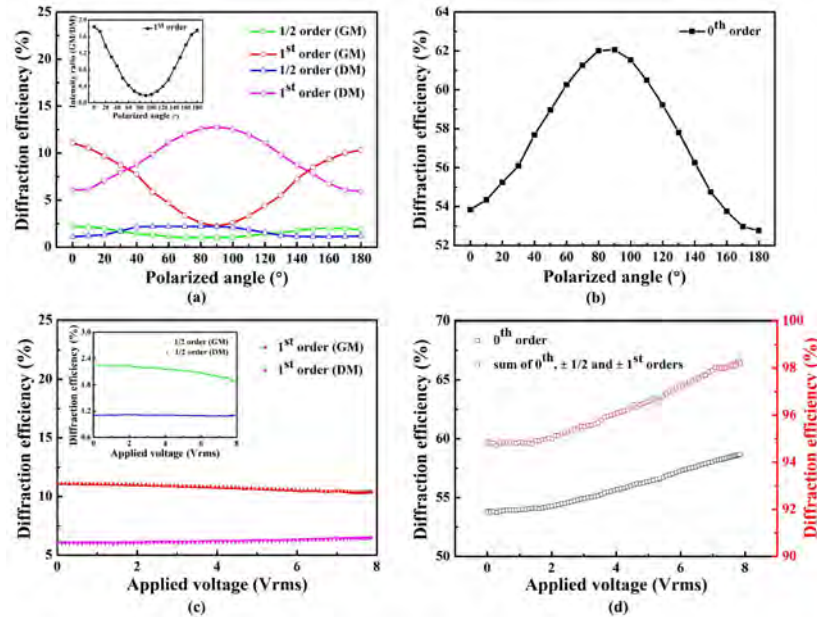 (a)
25
20
15
10
5
0
Diffraction efficiency (%)
1st order
Intensity ratio (GM/DM)
Polarized angle (°)
1/2 order (GM)
1st order (GM)
1/2 order (DM)
1st order (DM)
0 20 40 60 80 100 120 140 160 180
Polarized angle (°)
(a)
(b)
64
62
60
58
56
54
52
Diffraction efficiency (%)
0th order
0 20 40 60 80 100 120 140 160 180
Polarized angle (°)
(b)
(c)
25
20
15
10
5
Diffraction efficiency (%)
1/2 order (GM)
1/2 order (DM)
Diffraction efficiency (%)
0 2 4 6 8
Applied voltage (Vrms)
1st order (GM)
1st order (DM)
0 2 4 6 8
Applied voltage (Vrms)
(c)
(d)
70
65
60
55
50
Diffraction efficiency (%)
0th order
sum of 0th, ± 1/2 and ± 1st orders
100
98
96
94
92
90
Diffraction efficiency (%)
0 2 4 6 8
Applied voltage (Vrms)
(d)